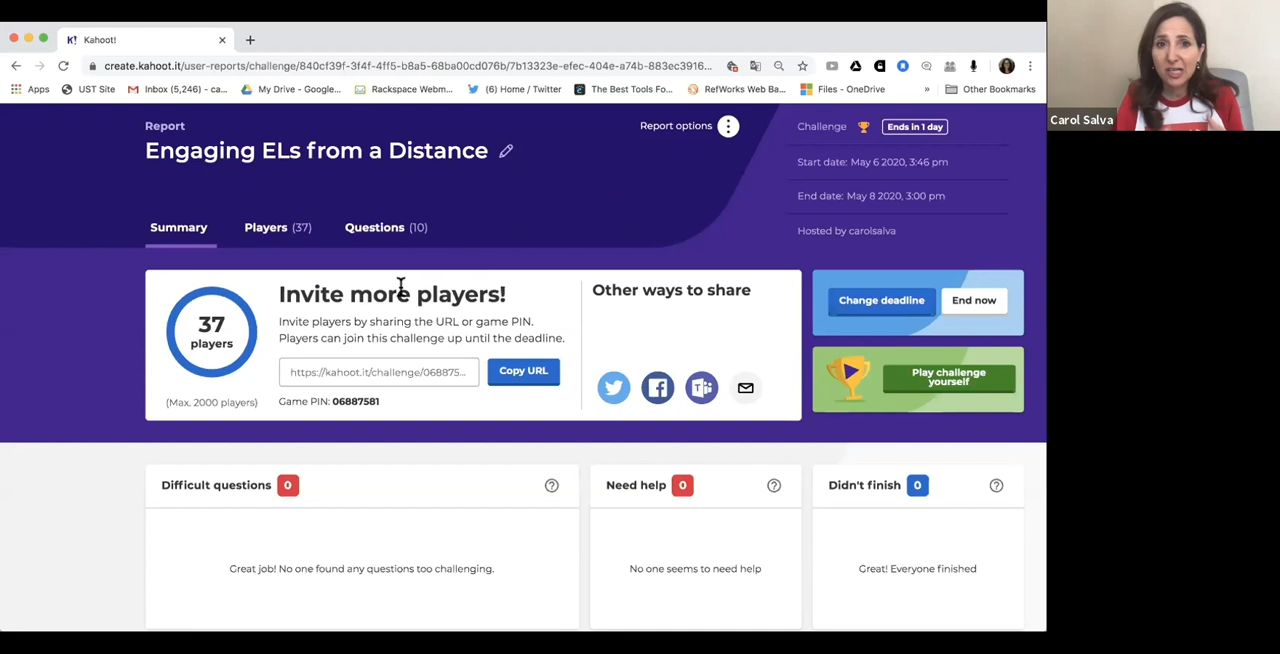 Kahoot!
create.kahoot.it/user-reports/challenge/840cf39f-3f4f-4ff5-b8a5-68ba00cd076b/7b13323e-efec-404e-a74b-883ec3916...
Apps UST Site Inbox (5,246) - ca... My Drive - Google... Rackspace Webm... (6) Home / Twitter The Best Tools Fo... RefWorks Web Ba... Files - OneDrive » Other Bookmarks
Carol Salva
Report
Engaging ELs from a Distance
Report options
Challenge Ends in 1 day
Start date: May 6 2020, 3:46 pm
End date: May 8 2020, 3:00 pm
Hosted by carolsalva
Summary Players (37) Questions (10)
37
players
(Max. 2000 players)
Invite more players!
Invite players by sharing the URL or game PIN.
Players can join this challenge up until the deadline.
https://kahoot.it/challenge/068875... Copy URL
Game PIN: 06887581
Other ways to share
Change deadline End now
Play challenge
yourself
Difficult questions 0
Great job! No one found any questions too challenging.
Need help 0
No one seems to need help
Didn't finish 0
Great! Everyone finished